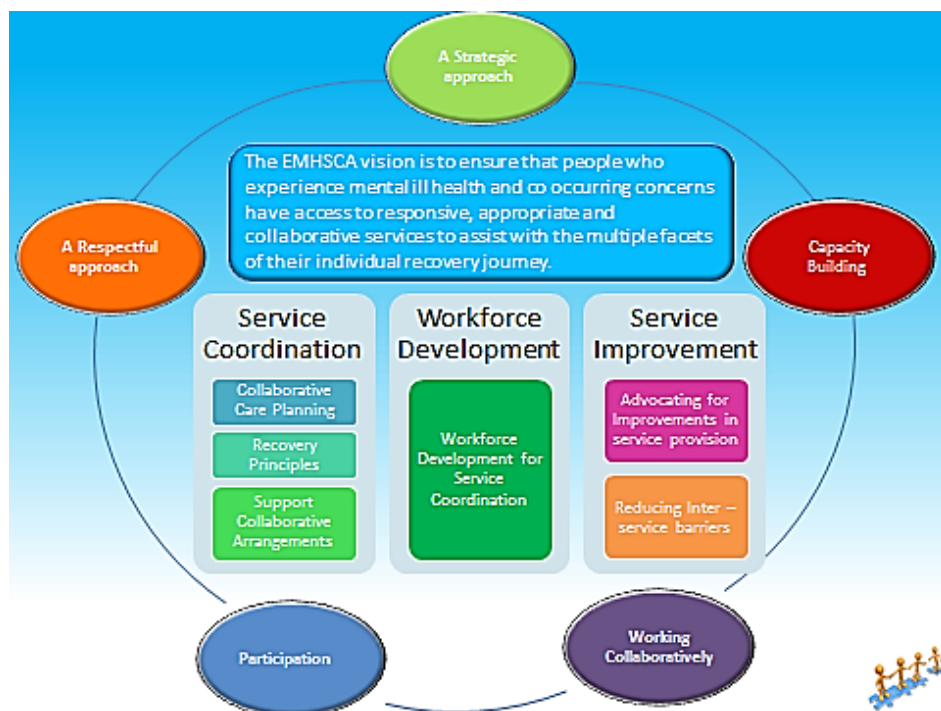 A Strategic
approach
The EMHSCA vision is to ensure that people who
experience mental ill health and co occurring concerns
have access to responsive, appropriate and
collaborative services to assist with the multiple facets
of their individual recovery journey.
A Respectful
approach
Capacity
Building
Service
Coordination
Collaborative
Care Planning
Recovery
Principles
Support
Collaborative
Arrangements
Workforce
Development
Workforce
Development for
Service
Coordination
Service
Improvement
Advocating for
Improvements in
service provision
Reducing Inter –
service barriers
Participation
Working
Collaboratively